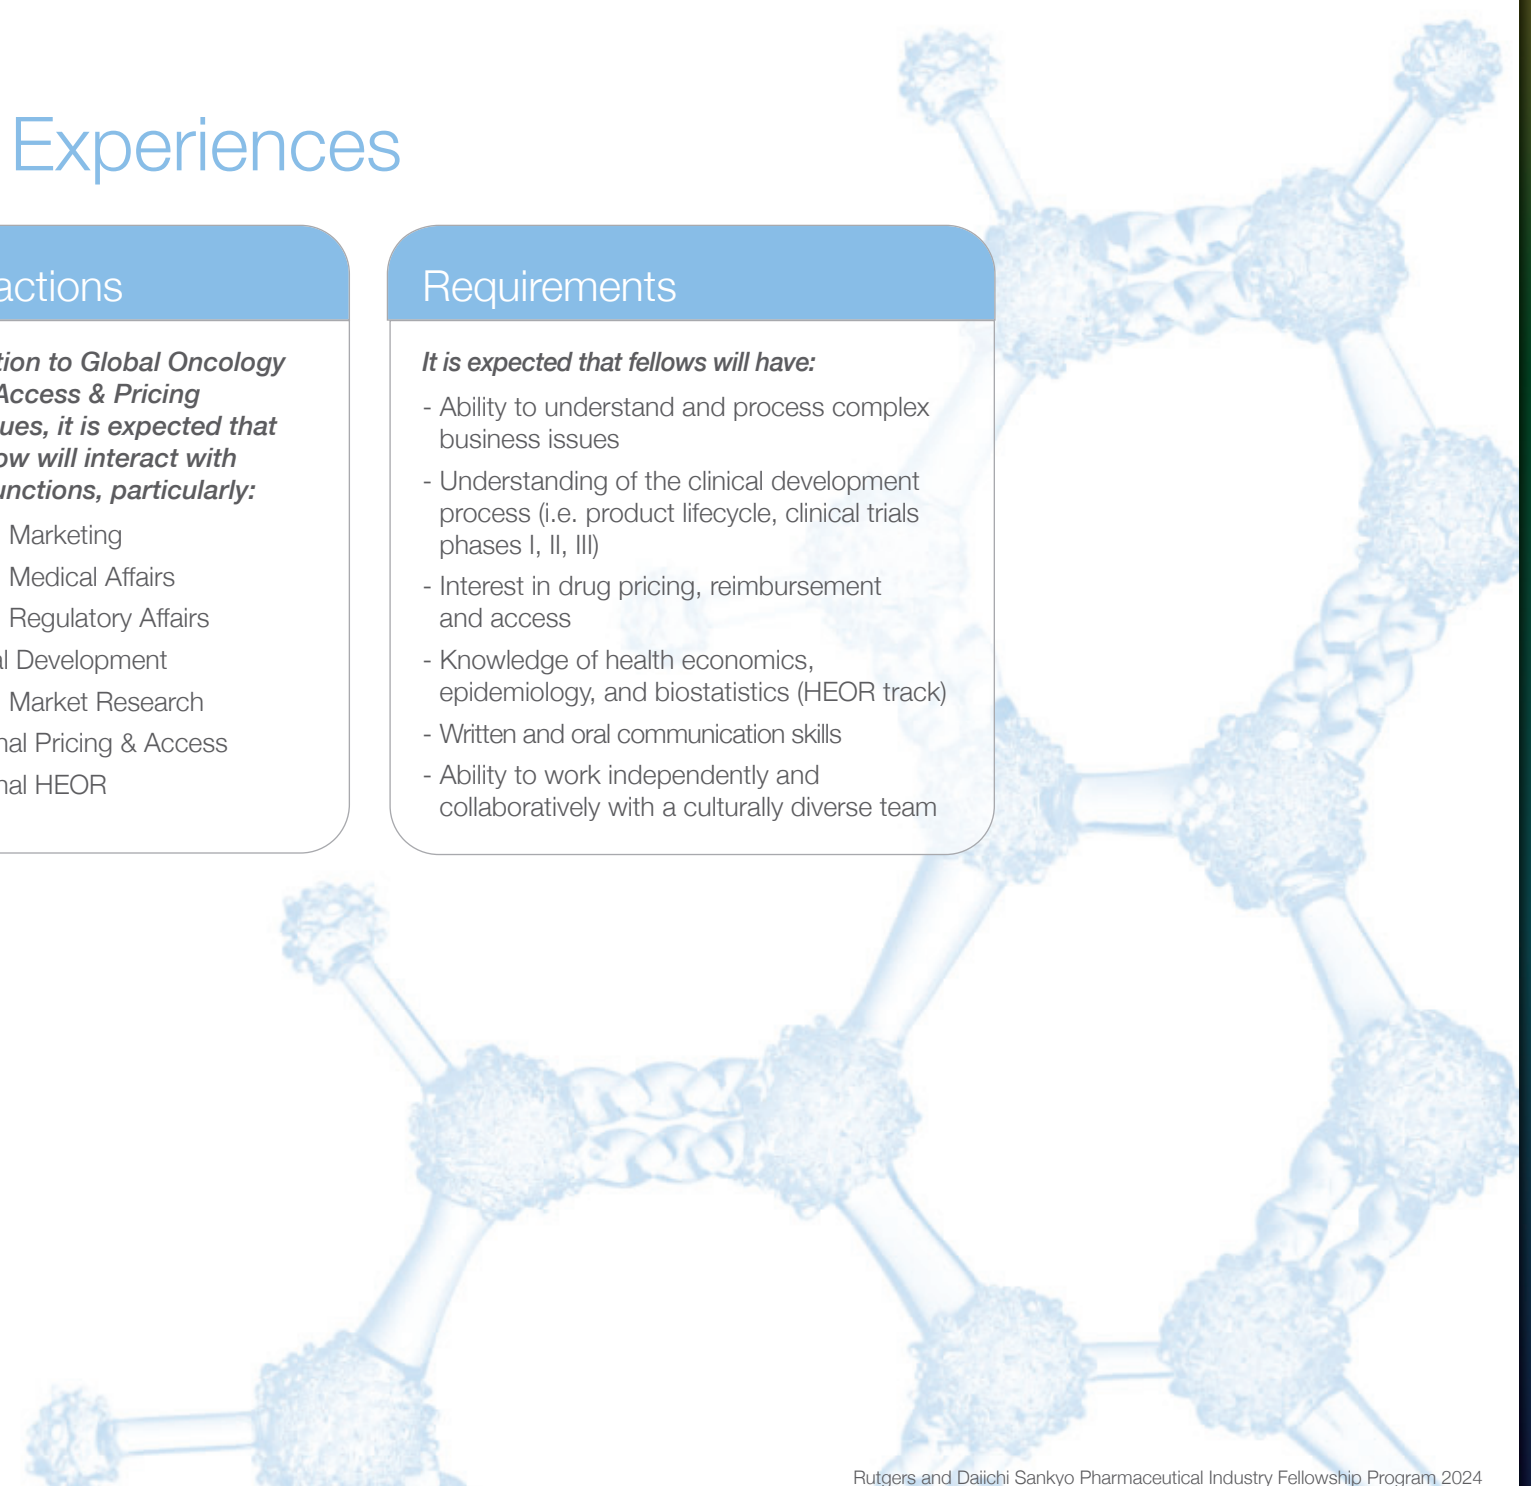 Experiences
actions
tion to Global Oncology
Access & Pricing
ues, it is expected that
ow will interact with
unctions, particularly:
Marketing
Medical Affairs
Regulatory Affairs
al Development
Market Research
nal Pricing & Access
nal HEOR
Requirements
It is expected that fellows will have:
- Ability to understand and process complex
business issues
- Understanding of the clinical development
process (i.e. product lifecycle, clinical trials
phases I, II, III)
- Interest in drug pricing, reimbursement
and access
- Knowledge of health economics,
epidemiology, and biostatistics (HEOR track)
- Written and oral communication skills
- Ability to work independently and
collaboratively with a culturally diverse team
Rutgers and Daiichi Sankyo Pharmaceutical Industry Fellowship Program 2024